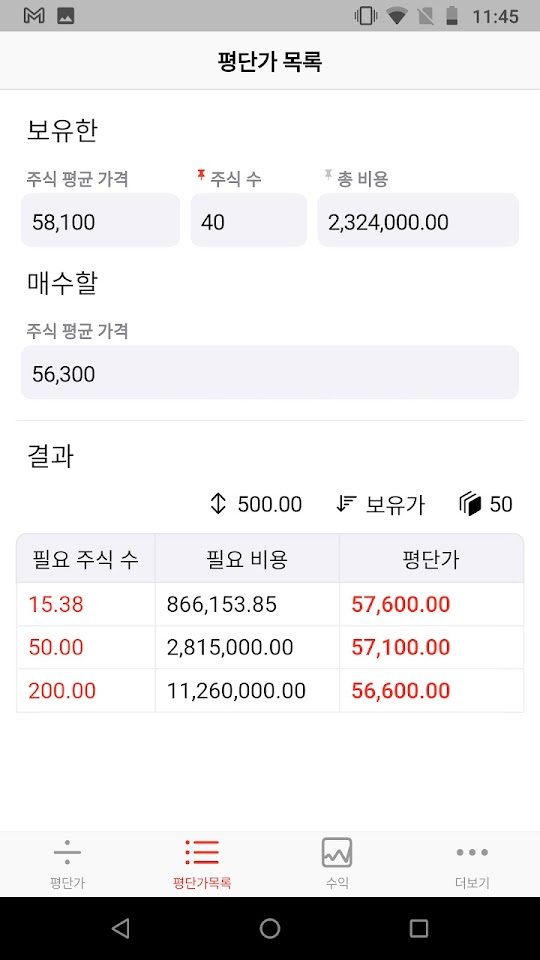 11:45
평단가 목록
보유한
주식 평균 가격 주식 수 총 비용
58,100 40 2,324,000.00
매수할
주식 평균 가격
56,300
결과
500.00 보유가 50
필요 주식 수 필요 비용 평단가
15.38 866,153.85 57,600.00
50.00 2,815,000.00 57,100.00
200.00 11,260,000.00 56,600.00
평단가 평단가목록 수익 더보기